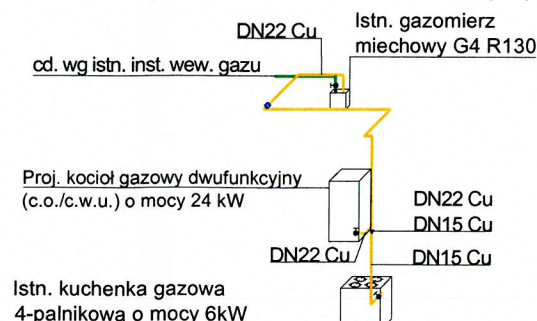 DN22 Cu
Istn. gazomierz
miechowy G4 R130
cd. wg istn. inst. wew. gazu
Proj. kocioł gazowy dwufunkcyjny
(c.o./c.w.u.) o mocy 24 kW
DN22 Cu
DN15 Cu
DN22 Cu
DN15 Cu
Istn. kuchenka gazowa
4-palnikowa o mocy 6kW